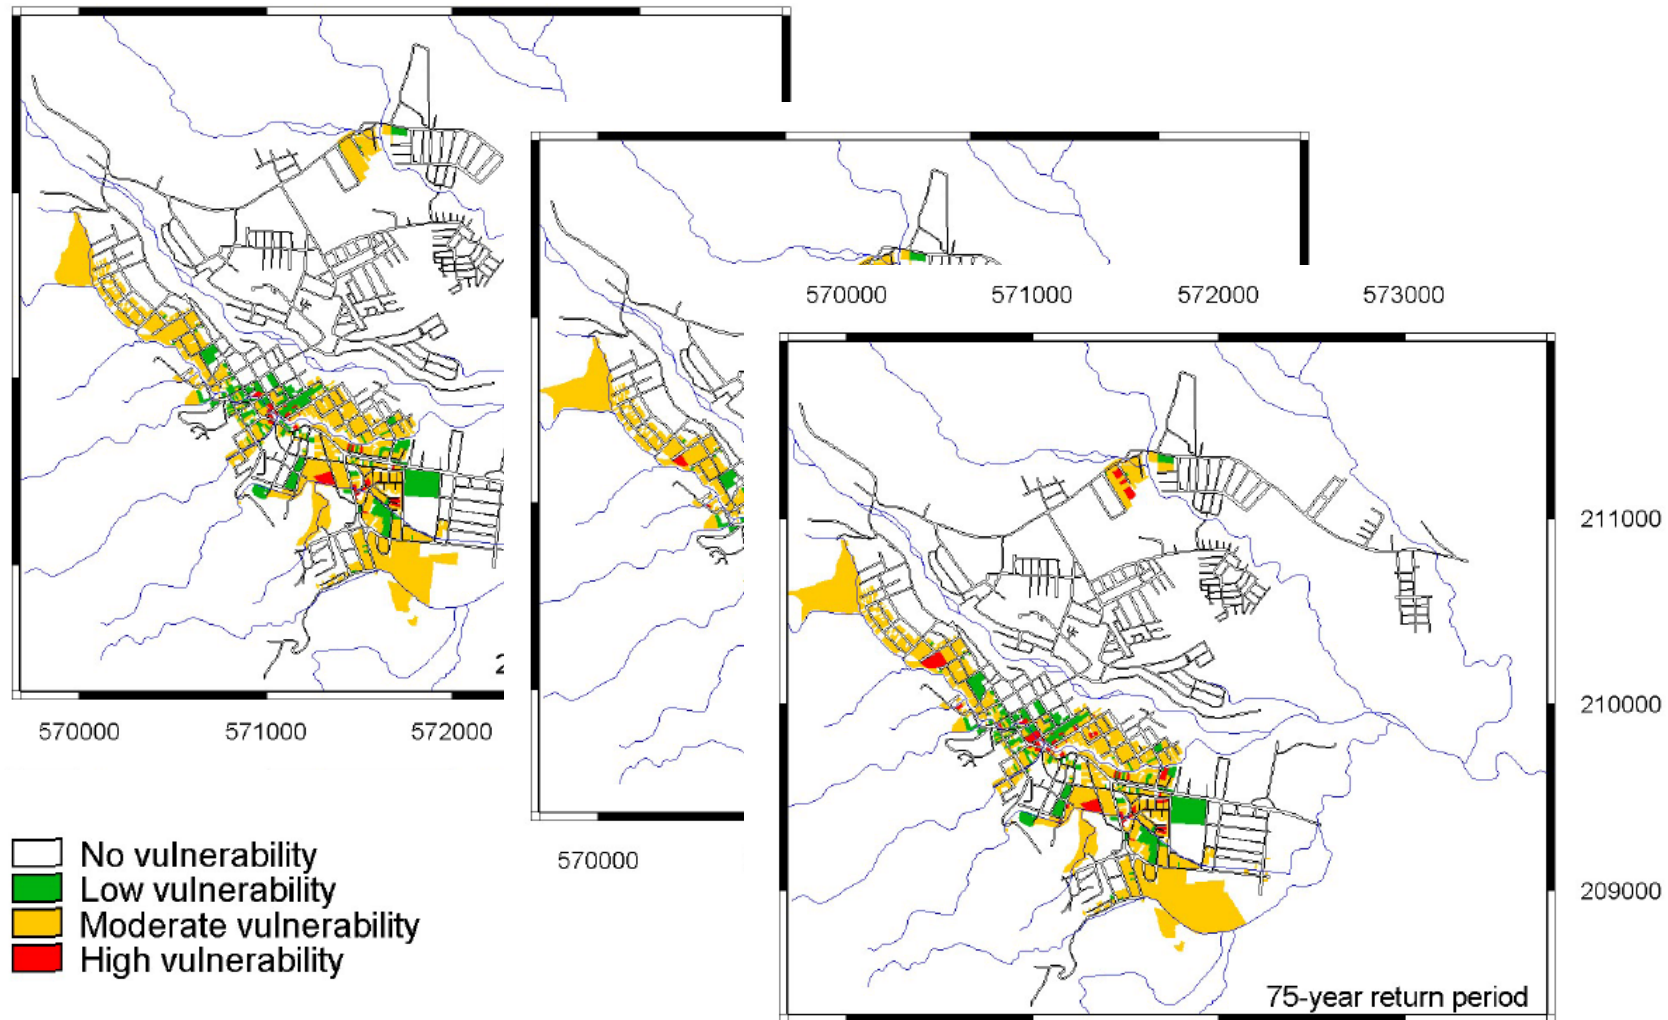 570000 571000 572000 573000
211000
210000
2
570000 571000 572000
No vulnerability
Low vulnerability
Moderate vulnerability
High vulnerability
570000
209000
75-year return period